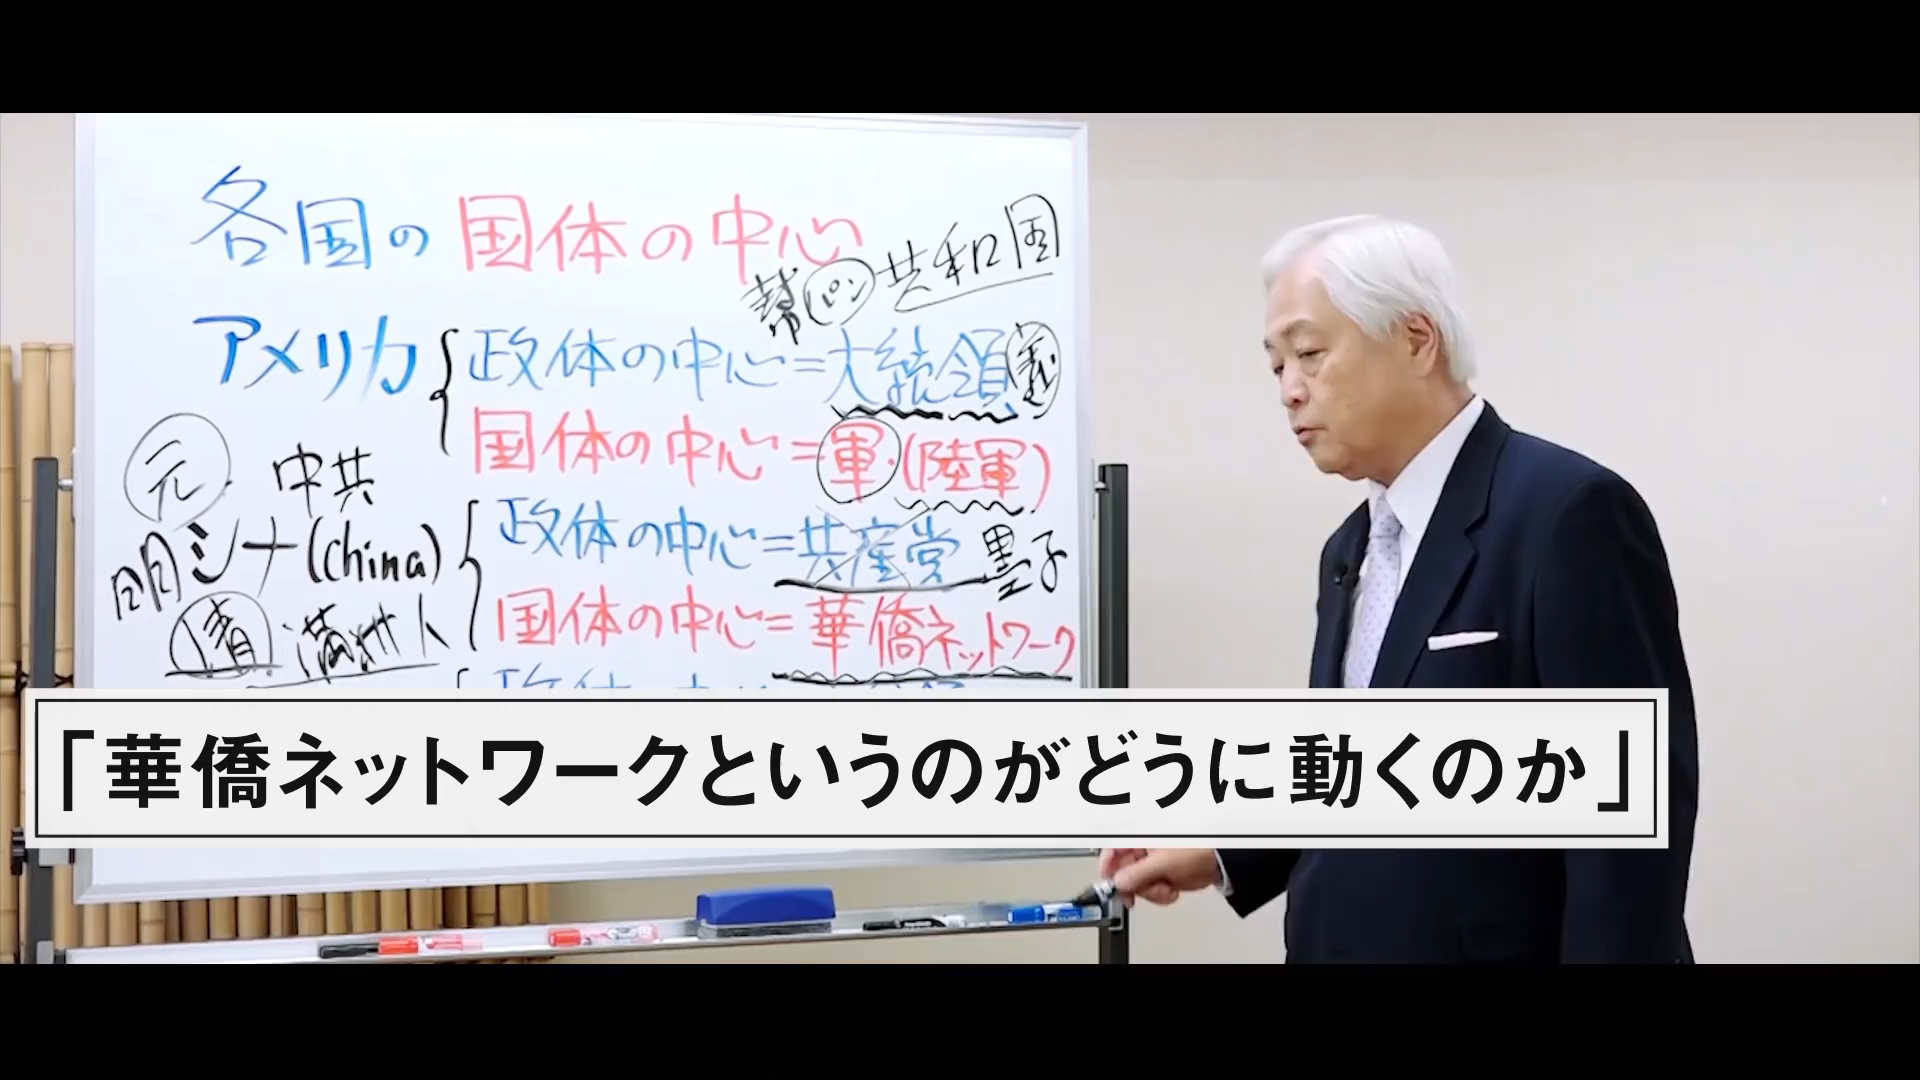 各国の国体の中心
幇(パン)共和国
アメリカ
政体の中心=大統領
国体の中心=軍・(陸軍)
元 中共
明 シナ(China)
政体の中心=共産党 墨子
国体の中心=華僑ネットワーク
清 満州人
「華僑ネットワークというのがどうに動くのか」